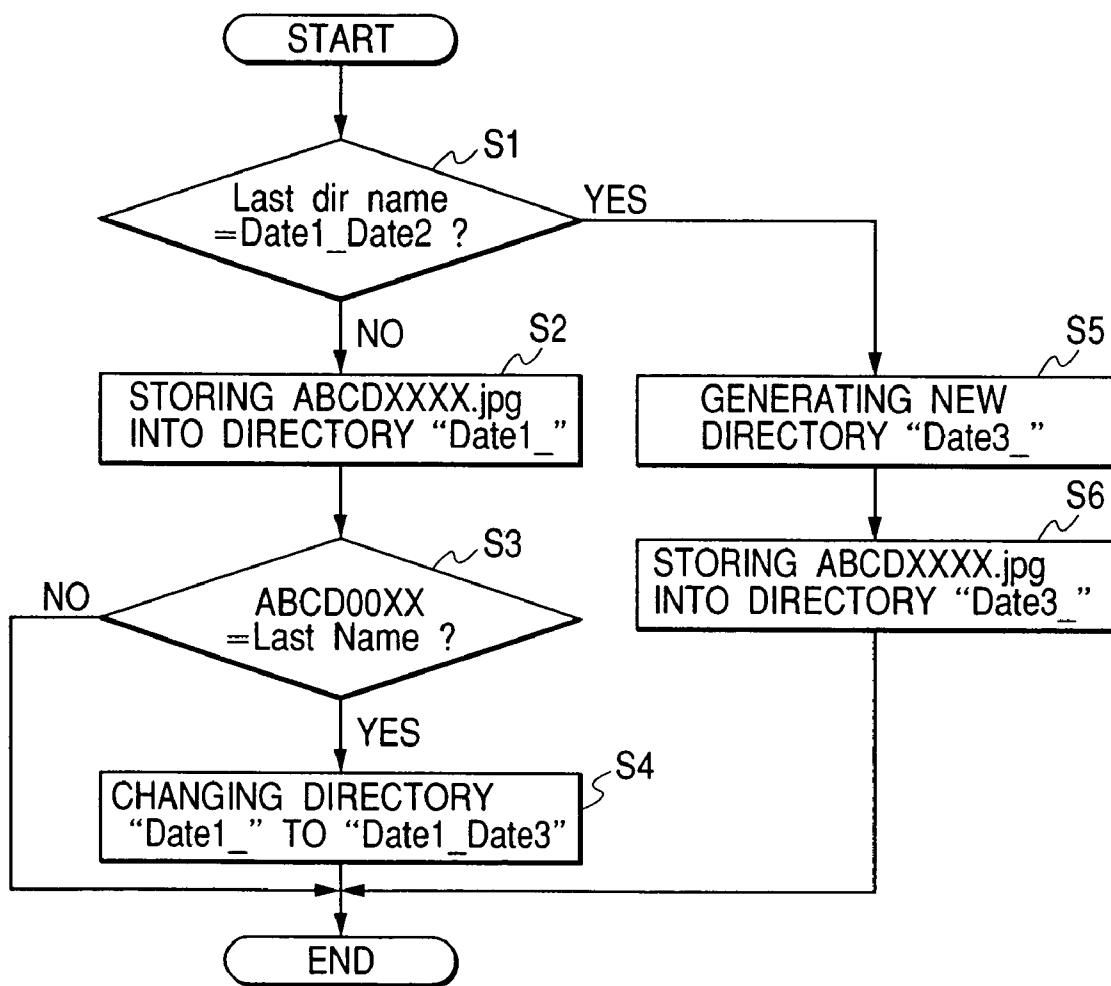 START
S1
Last dir name
=Date1_Date2 ?
YES
NO
S2
STORING ABCDXXXX.jpg
INTO DIRECTORY “Date1_”
S3
ABCD00XX
=Last Name ?
NO
YES
S4
CHANGING DIRECTORY
“Date1_” TO “Date1_Date3”
S5
GENERATING NEW
DIRECTORY “Date3_”
S6
STORING ABCDXXXX.jpg
INTO DIRECTORY “Date3_”
END